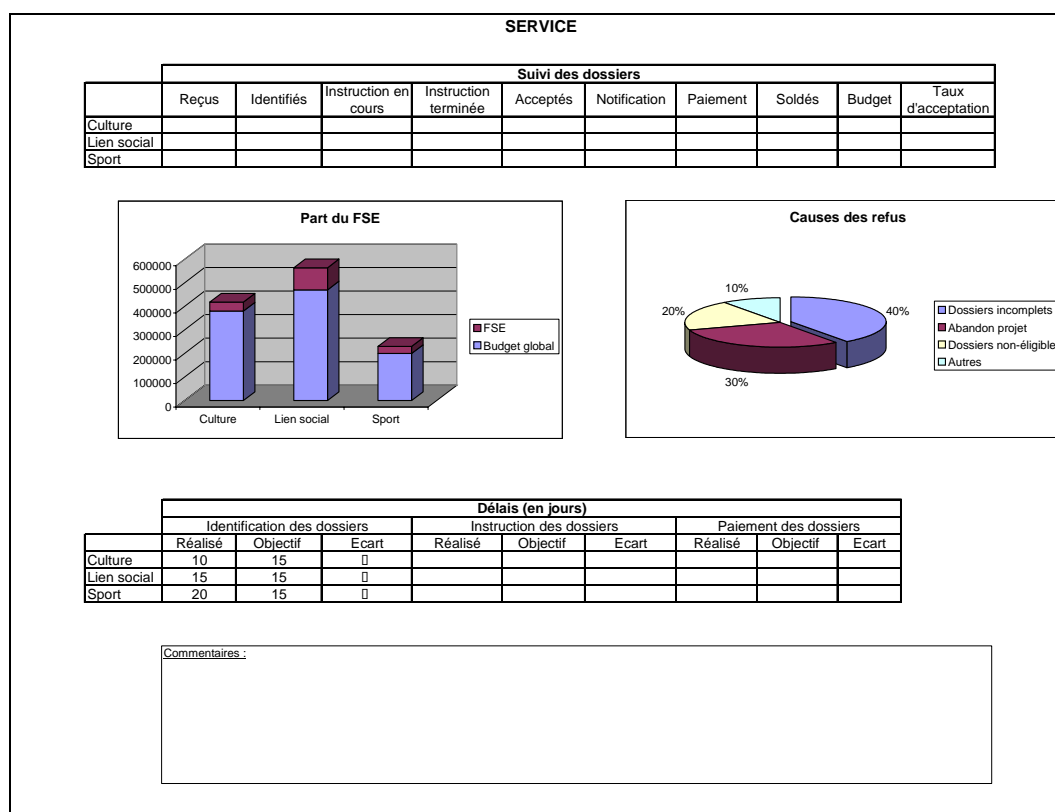 SERVICE
Suivi des dossiers
Reçus Identifiés Instruction en cours Instruction terminée Acceptés Notification Paiement Soldés Budget Taux d'acceptation
Culture
Lien social
Sport
Part du FSE
600000
500000
400000
300000
200000
100000
0
Culture Lien social Sport
FSE
Budget global
Causes des refus
10%
20%
40%
30%
Dossiers incomplets
Abandon projet
Dossiers non-éligible
Autres
Délais (en jours)
Identification des dossiers Instruction des dossiers Paiement des dossiers
Réalisé Objectif Ecart Réalisé Objectif Ecart Réalisé Objectif Ecart
Culture 10 15 ▯
Lien social 15 15 ▯
Sport 20 15 ▯
Commentaires :